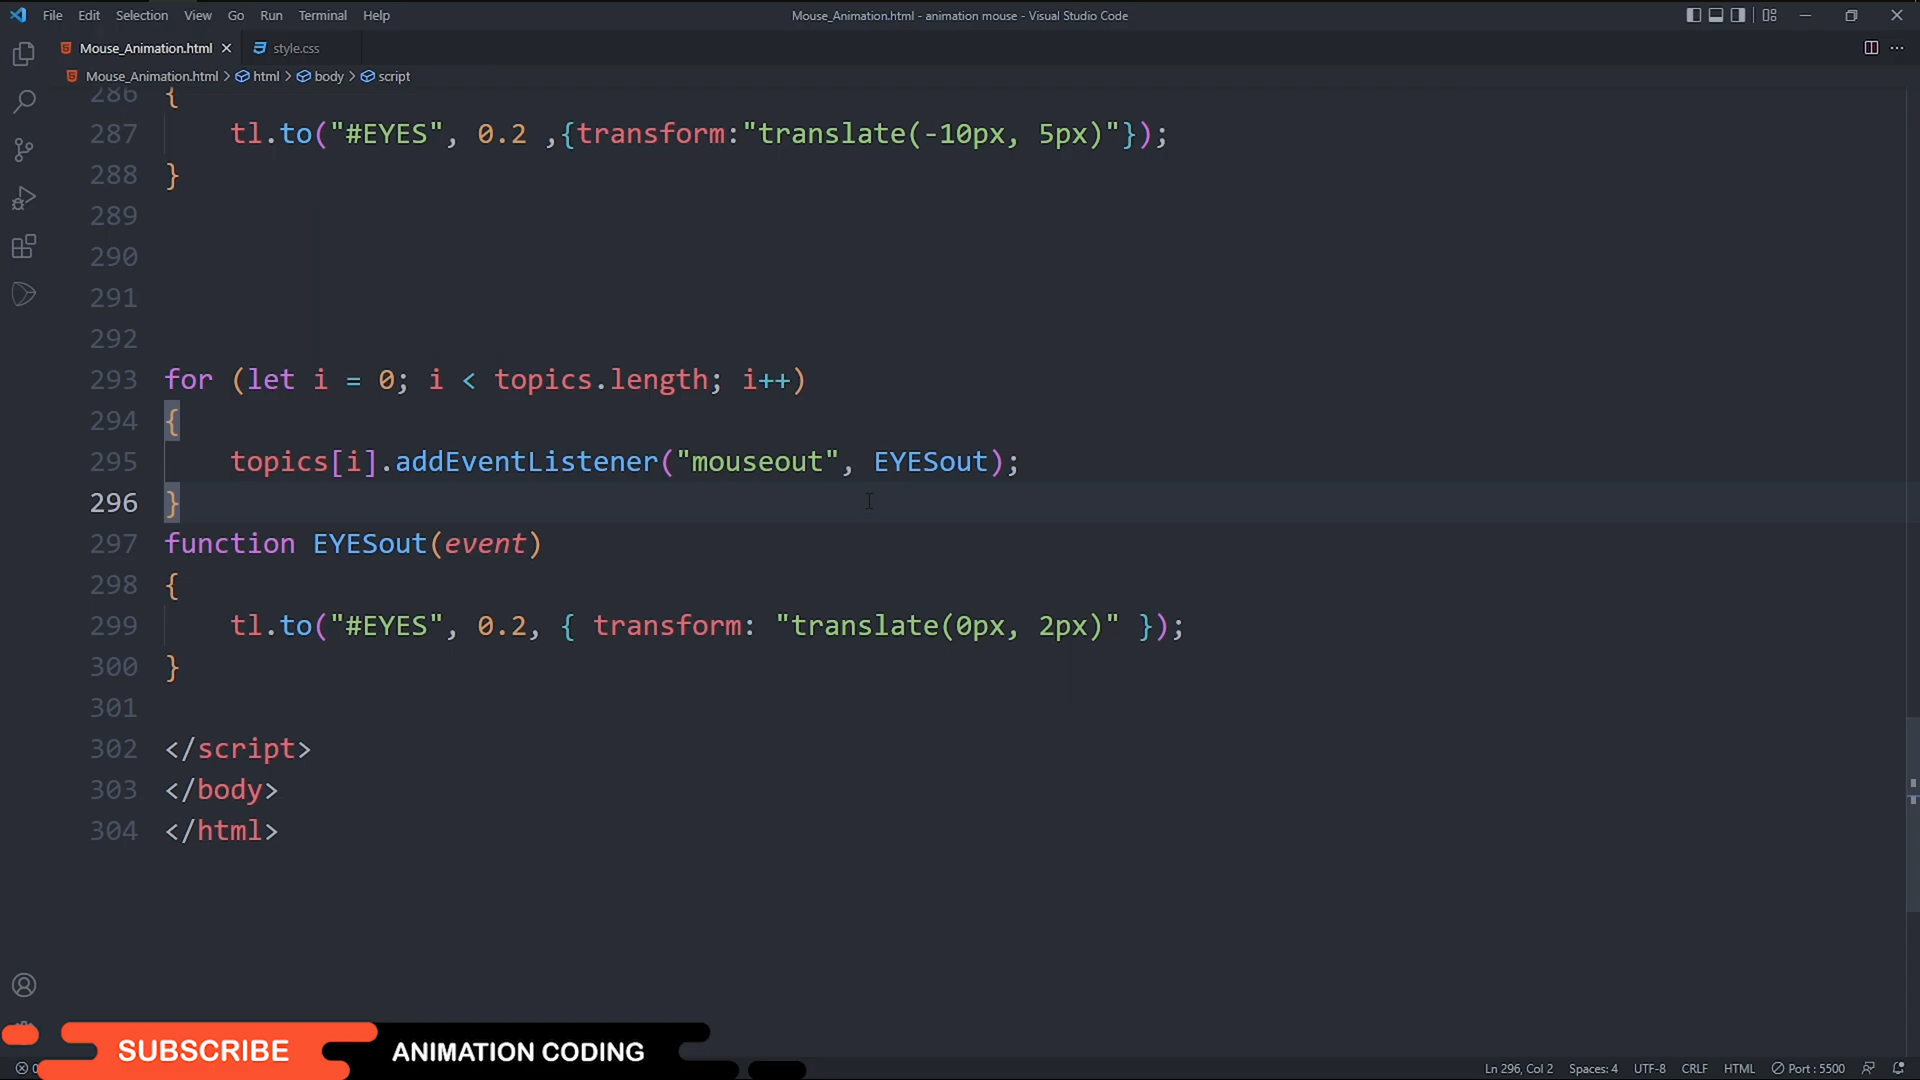 File Edit Selection View Go Run Terminal Help
Mouse_Animation.html - animation mouse - Visual Studio Code
Mouse_Animation.html
style.css
Mouse_Animation.html > html > body > script
286 {
287 tl.to("#EYES", 0.2 ,{transform:"translate(-10px, 5px)"});
288 }
289
290
291
292
293 for (let i = 0; i < topics.length; i++)
294 {
295 topics[i].addEventListener("mouseout", EYESout);
296 }
297 function EYESout(event)
298 {
299 tl.to("#EYES", 0.2, { transform: "translate(0px, 2px)" });
300 }
301
302 </script>
303 </body>
304 </html>
SUBSCRIBE
ANIMATION CODING
Ln 296, Col 2 Spaces: 4 UTF-8 CRLF HTML Port : 5500